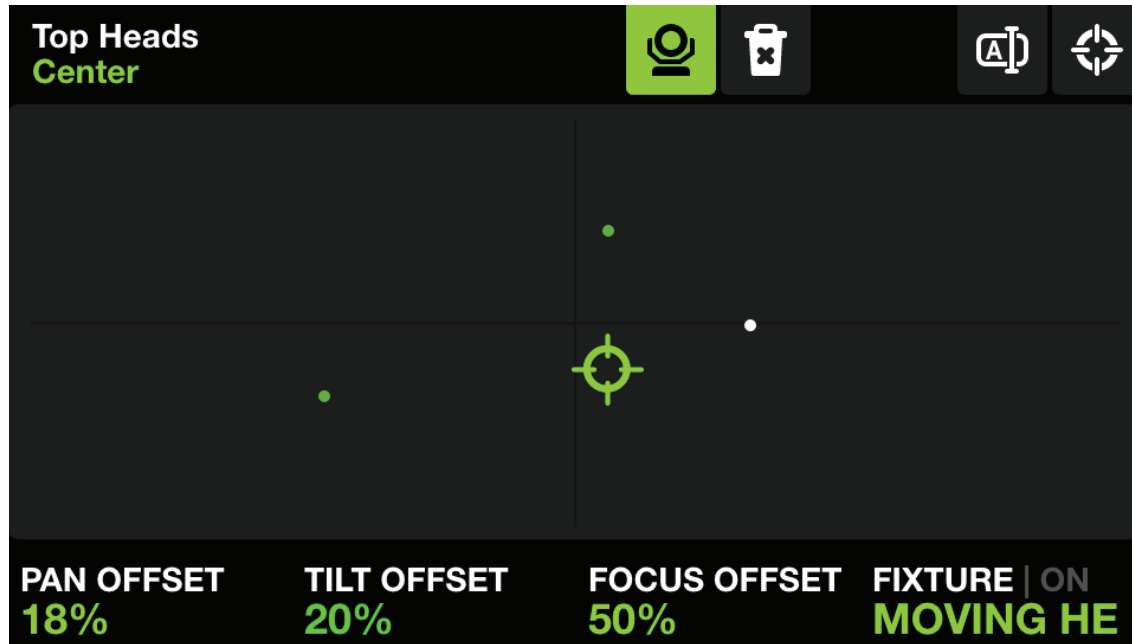 Top Heads
Center
A
PAN OFFSET
18%
TILT OFFSET
20%
FOCUS OFFSET
50%
FIXTURE | ON
MOVING HE